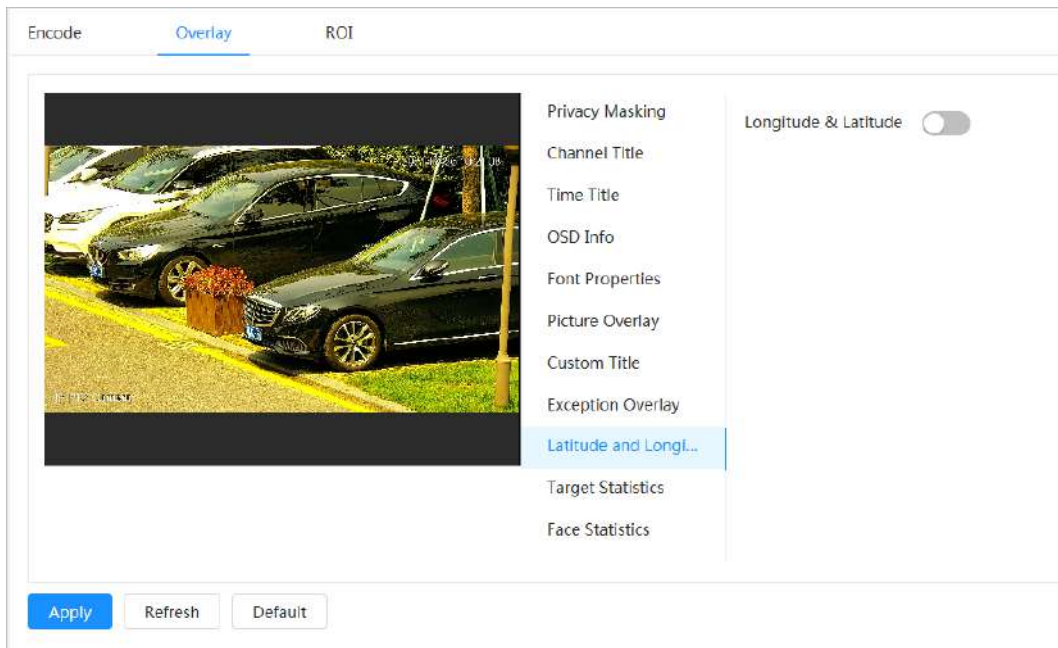 Encode Overlay ROI
Privacy Masking
Longitude & Latitude
Channel Title
Time Title
OSD Info
Font Properties
Picture Overlay
Custom Title
Exception Overlay
Latitude and Longi...
Target Statistics
Face Statistics
Apply Refresh Default